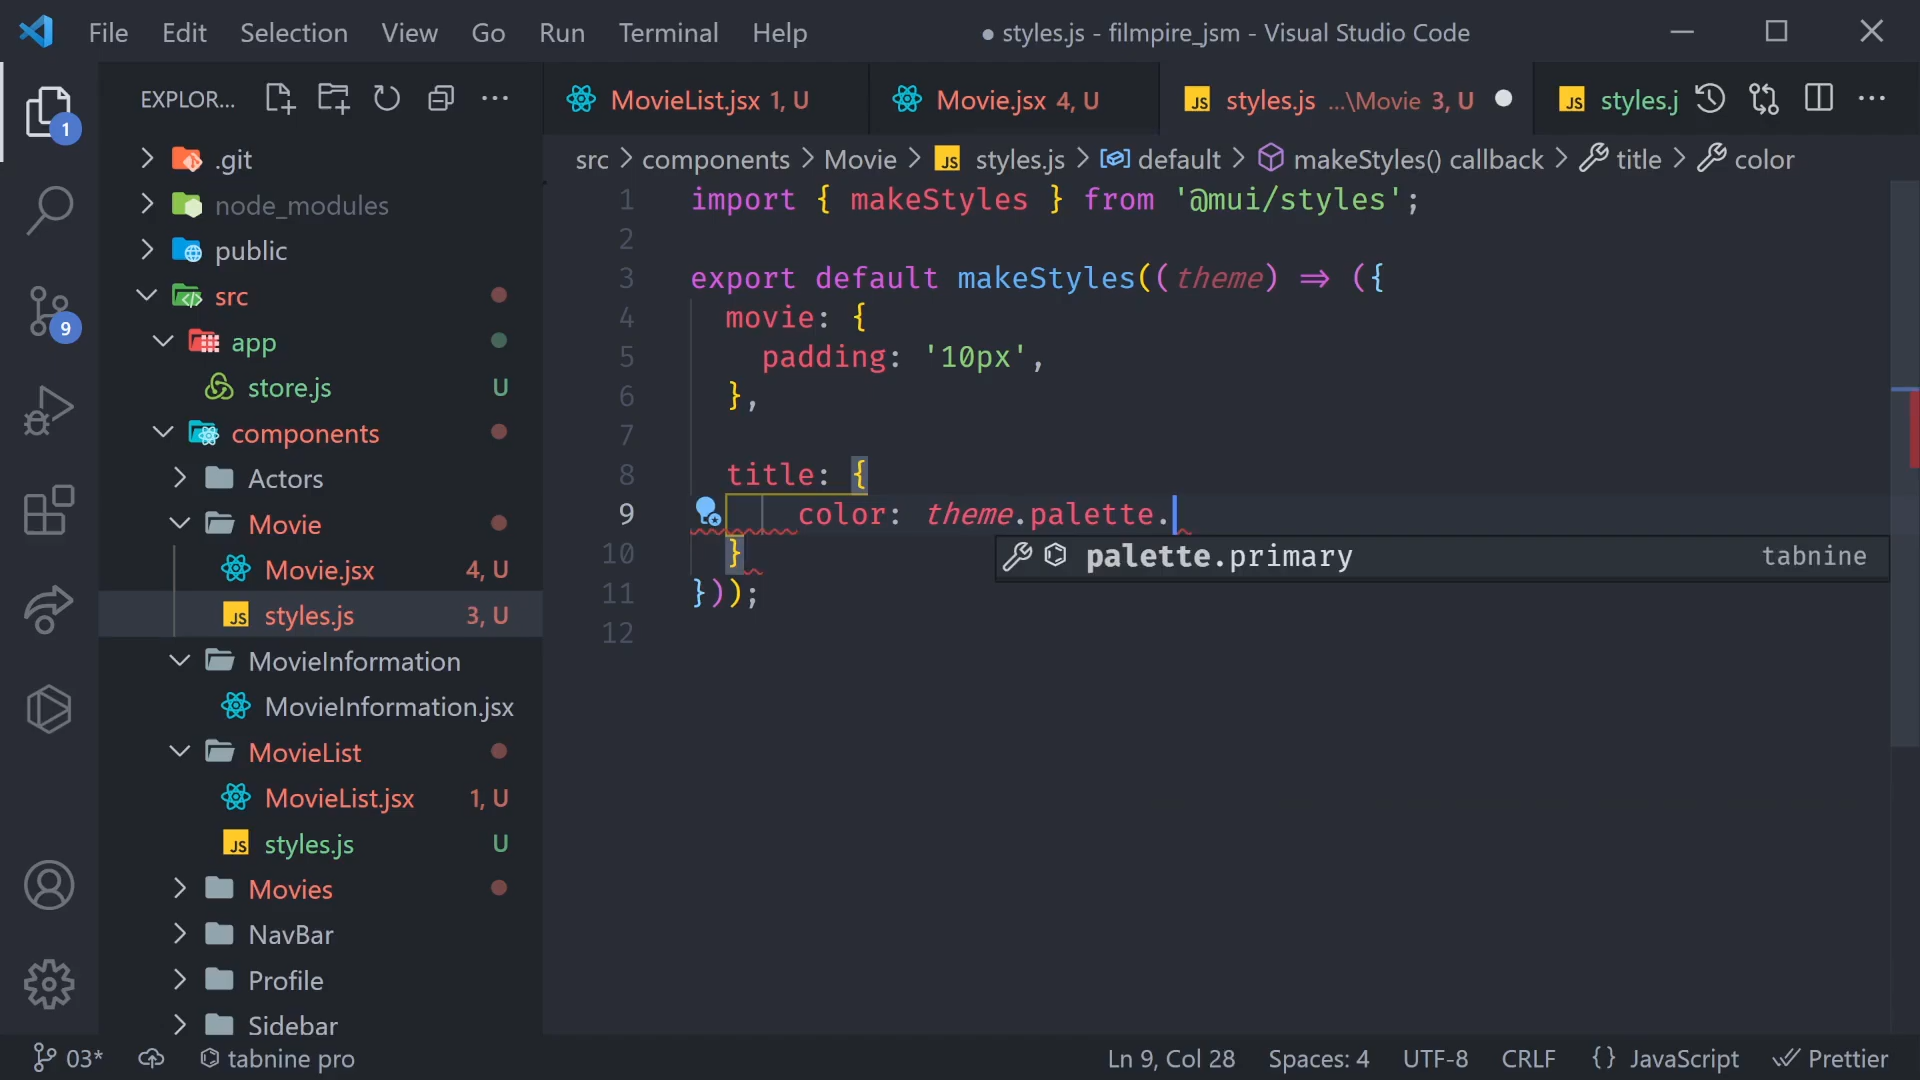 File Edit Selection View Go Run Terminal Help
● styles.js - filmpire_jsm - Visual Studio Code
EXPLOR...
MovieList.jsx 1, U
Movie.jsx 4, U
styles.js ...\Movie 3, U
styles.j
src > components > Movie > styles.js > default > makeStyles() callback > title > color
1
9
.git
node_modules
public
src
app
store.js U
components
Actors
Movie
Movie.jsx 4, U
styles.js 3, U
MovieInformation
MovieInformation.jsx
MovieList
MovieList.jsx 1, U
styles.js U
Movies
NavBar
Profile
Sidebar
1 import { makeStyles } from '@mui/styles';
2
3 export default makeStyles((theme) => ({
4 movie: {
5 padding: '10px',
6 },
7
8 title: {
9 color: theme.palette.
10 }
11 }));
12
palette.primary tabnine
03* tabnine pro
Ln 9, Col 28 Spaces: 4 UTF-8 CRLF {} JavaScript Prettier